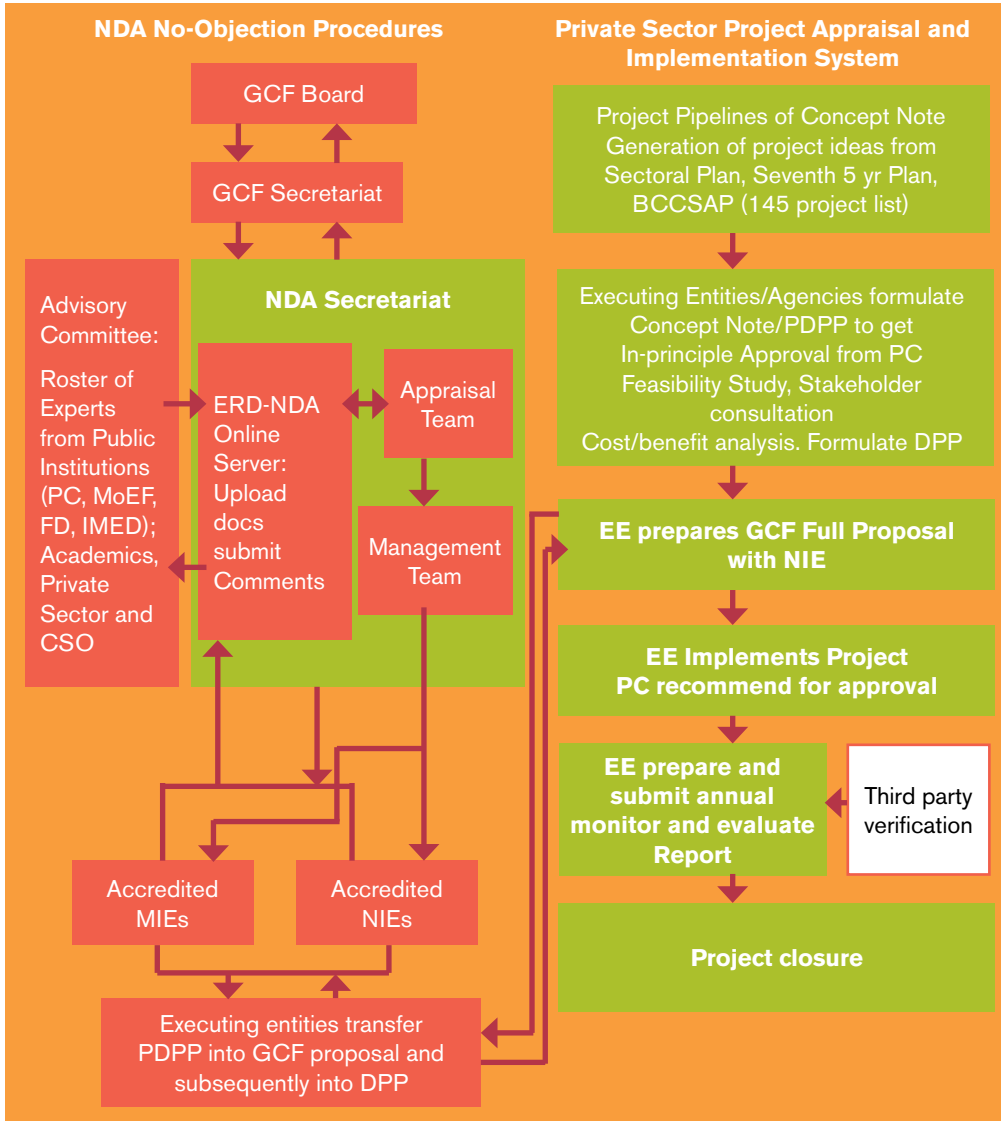 NDA No-Objection Procedures
GCF Board
GCF Secretariat
Advisory
Committee:
Roster of
Experts
from Public
Institutions
(PC, MoEF,
FD, IMED);
Academics,
Private
Sector and
CSO
NDA Secretariat
ERD-NDA
Online
Server:
Upload
docs
submit
Comments
Appraisal
Team
Management
Team
Accredited
MIEs
Accredited
NIEs
Executing entities transfer
PDPP into GCF proposal and
subsequently into DPP
Private Sector Project Appraisal and
Implementation System
Project Pipelines of Concept Note
Generation of project ideas from
Sectoral Plan, Seventh 5 yr Plan,
BCCSAP (145 project list)
Executing Entities/Agencies formulate
Concept Note/PDPP to get
In-principle Approval from PC
Feasibility Study, Stakeholder
consultation
Cost/benefit analysis. Formulate DPP
EE prepares GCF Full Proposal
with NIE
EE Implements Project
PC recommend for approval
EE prepare and
submit annual
monitor and evaluate
Report
Third party
verification
Project closure